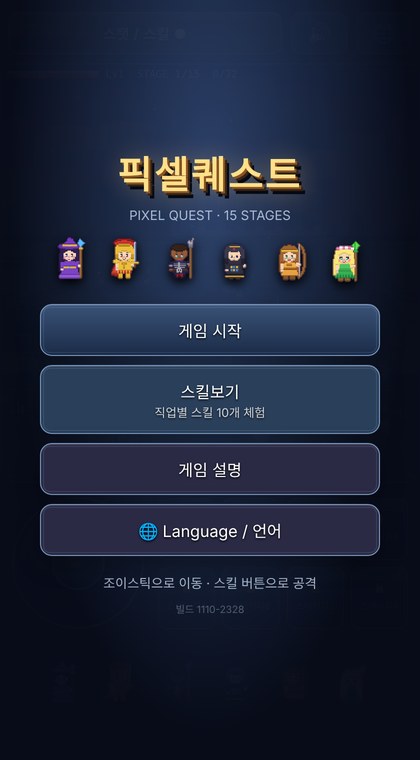 픽셀퀘스트
PIXEL QUEST · 15 STAGES
게임 시작
스킬보기
직업별 스킬 10개 체험
게임 설명
🌐 Language / 언어
조이스틱으로 이동 · 스킬 버튼으로 공격
빌드 1110-2328